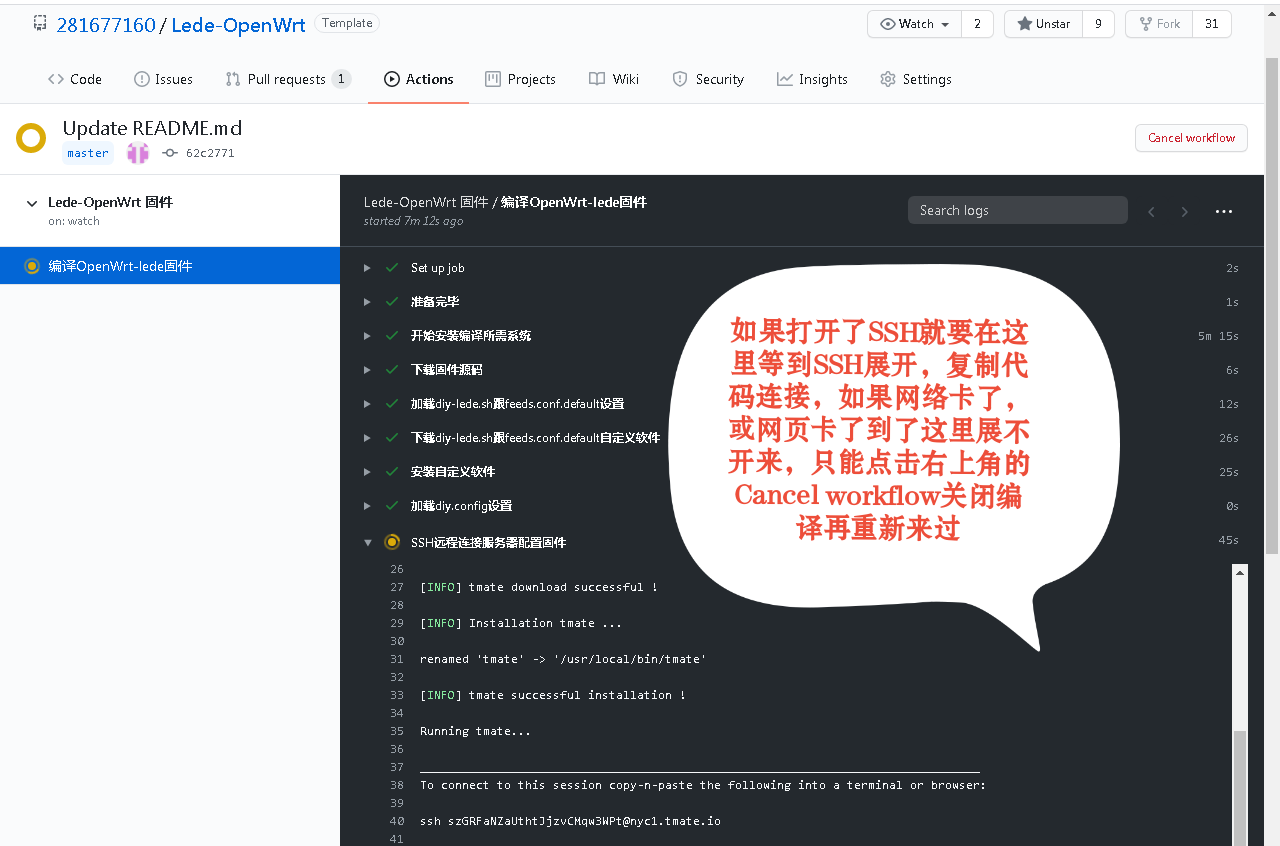 281677160 / Lede-OpenWrt Template
Watch 2 Unstar 9 Fork 31
Code Issues Pull requests 1 Actions Projects Wiki Security Insights Settings
Update README.md
master 62c2771
Cancel workflow
Lede-OpenWrt 固件
on: watch
编译OpenWrt-lede固件
Lede-OpenWrt 固件 / 编译OpenWrt-lede固件
started 7m 12s ago
Search logs
Set up job 2s
准备完毕 1s
开始安装编译所需系统 5m 15s
下载固件源码 6s
加载diy-lede.sh跟feeds.conf.default设置 12s
下载diy-lede.sh跟feeds.conf.default自定义软件 26s
安装自定义软件 25s
加载diy.config设置 0s
SSH远程连接服务器配置固件 45s
如果打开了SSH就要在这
里等到SSH展开，复制代
码连接，如果网络卡了，
或网页卡了到了这里展不
开来，只能点击右上角的
Cancel workflow关闭编
译再重新来过
26
27 [INFO] tmate download successful !
28
29 [INFO] Installation tmate ...
30
31 renamed 'tmate' -> '/usr/local/bin/tmate'
32
33 [INFO] tmate successful installation !
34
35 Running tmate...
36
37 ________________________________________________________________________________
38 To connect to this session copy-n-paste the following into a terminal or browser:
39
40 ssh szGRFaNZaUthtJjzvCMqw3WPt@nyc1.tmate.io
41